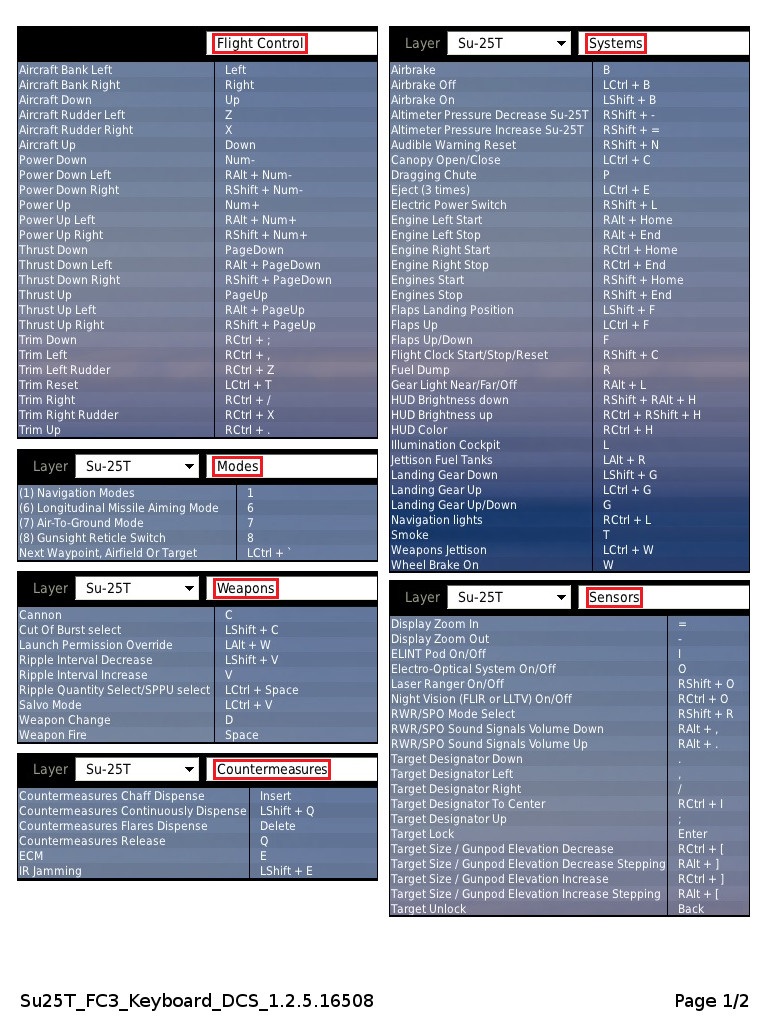 Flight Control
Aircraft Bank Left Left
Aircraft Bank Right Right
Aircraft Down Up
Aircraft Rudder Left Z
Aircraft Rudder Right X
Aircraft Up Down
Power Down Num-
Power Down Left RAlt + Num-
Power Down Right RShift + Num-
Power Up Num+
Power Up Left RAlt + Num+
Power Up Right RShift + Num+
Thrust Down PageDown
Thrust Down Left RAlt + PageDown
Thrust Down Right RShift + PageDown
Thrust Up PageUp
Thrust Up Left RAlt + PageUp
Thrust Up Right RShift + PageUp
Trim Down RCtrl + ;
Trim Left RCtrl + ,
Trim Left Rudder RCtrl + Z
Trim Reset LCtrl + T
Trim Right RCtrl + /
Trim Right Rudder RCtrl + X
Trim Up RCtrl + .
Layer Su-25T Modes
(1) Navigation Modes 1
(6) Longitudinal Missile Aiming Mode 6
(7) Air-To-Ground Mode 7
(8) Gunsight Reticle Switch 8
Next Waypoint, Airfield Or Target LCtrl + `
Layer Su-25T Weapons
Cannon C
Cut Of Burst select LShift + C
Launch Permission Override LAlt + W
Ripple Interval Decrease LShift + V
Ripple Interval Increase V
Ripple Quantity Select/SPPU select LCtrl + Space
Salvo Mode LCtrl + V
Weapon Change D
Weapon Fire Space
Layer Su-25T Countermeasures
Countermeasures Chaff Dispense Insert
Countermeasures Continuously Dispense LShift + Q
Countermeasures Flares Dispense Delete
Countermeasures Release Q
ECM E
IR Jamming LShift + E
Layer Su-25T Systems
Airbrake B
Airbrake Off LCtrl + B
Airbrake On LShift + B
Altimeter Pressure Decrease Su-25T RShift + -
Altimeter Pressure Increase Su-25T RShift + =
Audible Warning Reset RShift + N
Canopy Open/Close LCtrl + C
Dragging Chute P
Eject (3 times) LCtrl + E
Electric Power Switch RShift + L
Engine Left Start RAlt + Home
Engine Left Stop RAlt + End
Engine Right Start RCtrl + Home
Engine Right Stop RCtrl + End
Engines Start RShift + Home
Engines Stop RShift + End
Flaps Landing Position LShift + F
Flaps Up LCtrl + F
Flaps Up/Down F
Flight Clock Start/Stop/Reset RShift + C
Fuel Dump R
Gear Light Near/Far/Off RAlt + L
HUD Brightness down RShift + RAlt + H
HUD Brightness up RCtrl + RShift + H
HUD Color RCtrl + H
Illumination Cockpit L
Jettison Fuel Tanks LAlt + R
Landing Gear Down LShift + G
Landing Gear Up LCtrl + G
Landing Gear Up/Down G
Navigation lights RCtrl + L
Smoke T
Weapons Jettison LCtrl + W
Wheel Brake On W
Layer Su-25T Sensors
Display Zoom In =
Display Zoom Out -
ELINT Pod On/Off I
Electro-Optical System On/Off O
Laser Ranger On/Off RShift + O
Night Vision (FLIR or LLTV) On/Off RCtrl + O
RWR/SPO Mode Select RShift + R
RWR/SPO Sound Signals Volume Down RAlt + ,
RWR/SPO Sound Signals Volume Up RAlt + .
Target Designator Down .
Target Designator Left ,
Target Designator Right /
Target Designator To Center RCtrl + I
Target Designator Up ;
Target Lock Enter
Target Size / Gunpod Elevation Decrease RCtrl + [
Target Size / Gunpod Elevation Decrease Stepping RAlt + ]
Target Size / Gunpod Elevation Increase RCtrl + ]
Target Size / Gunpod Elevation Increase Stepping RAlt + [
Target Unlock Back
Su25T_FC3_Keyboard_DCS_1.2.5.16508 Page 1/2